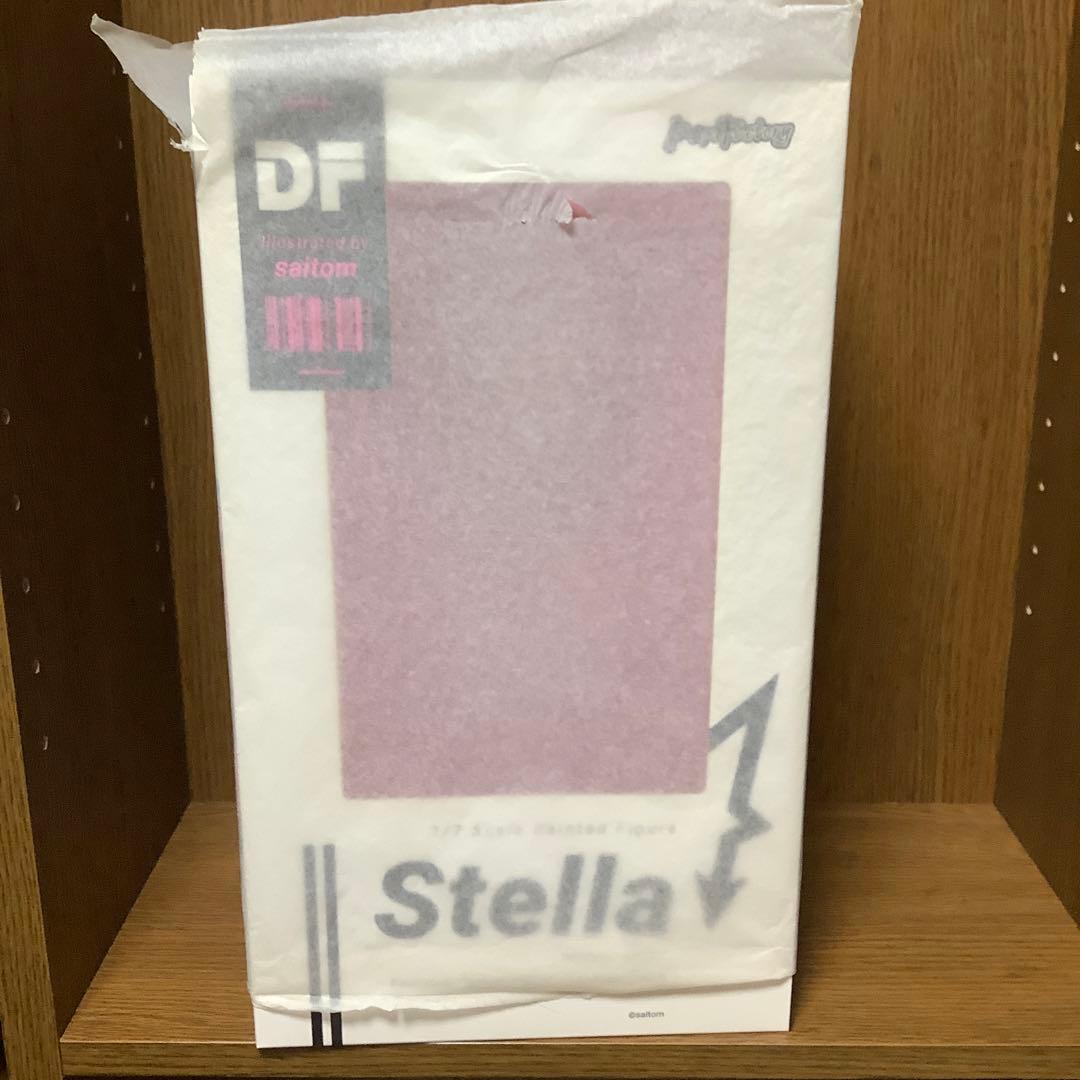 DF
Illustrated by
saitom
1/7 Scale Painted Figure
Stella
©saitom